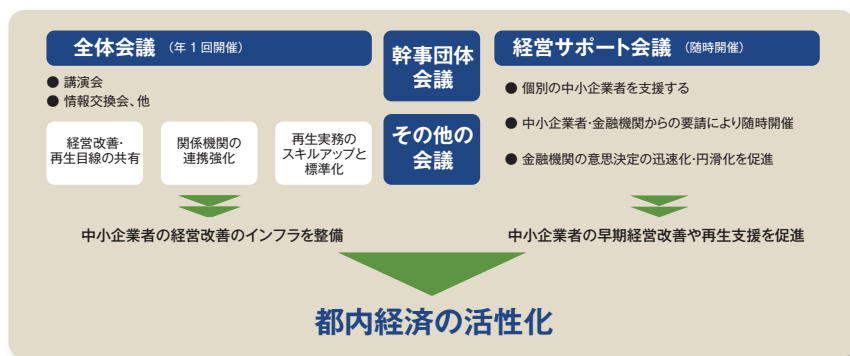 全体会議 (年1回開催)
● 講演会
● 情報交換会、他
経営改善・
再生目線の共有
関係機関の
連携強化
再生実務の
スキルアップと
標準化
中小企業者の経営改善のインフラを整備
幹事団体
会議
その他の
会議
経営サポート会議 (随時開催)
● 個別の中小企業者を支援する
● 中小企業者・金融機関からの要請により随時開催
● 金融機関の意思決定の迅速化・円滑化を促進
中小企業者の早期経営改善や再生支援を促進
都内経済の活性化